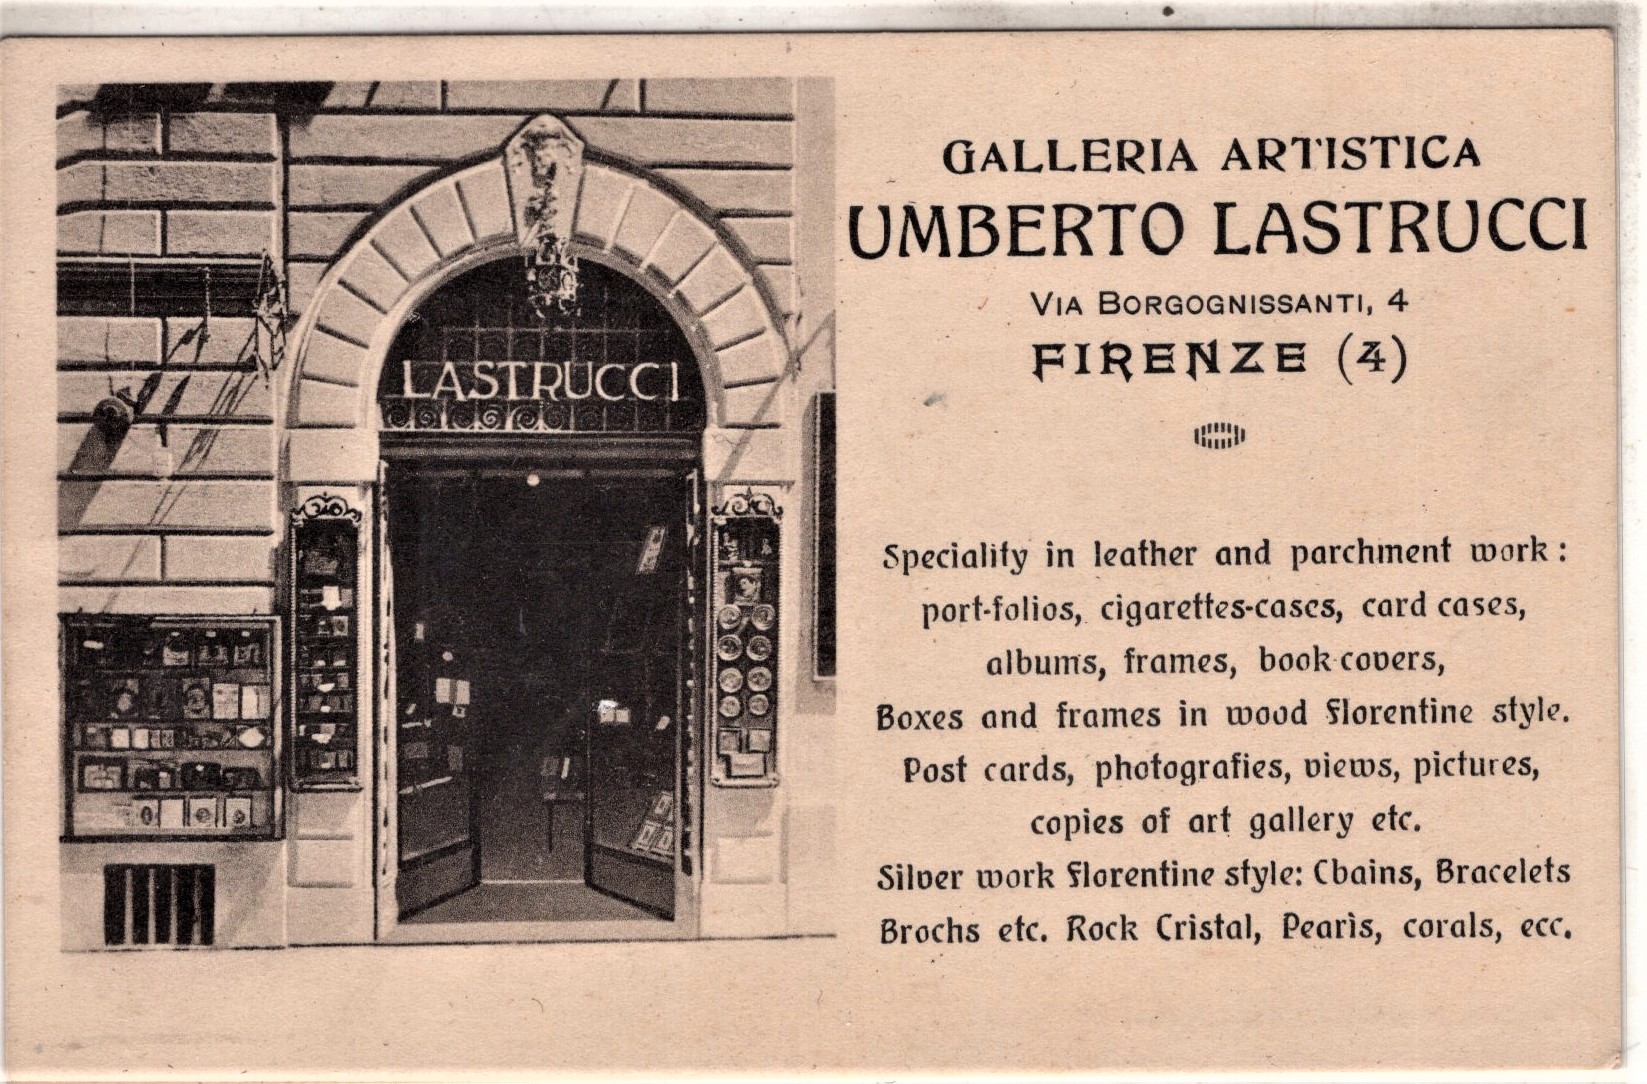 LASTRUCCI
GALLERIA ARTISTICA
UMBERTO LASTRUCCI
VIA BORGOGNISSANTI, 4
FIRENZE (4)
Speciality in leather and parchment work :
port-folios, cigarettes-cases, card cases,
albums, frames, book-covers,
Boxes and frames in wood Florentine style.
Post cards, photografies, views, pictures,
copies of art gallery etc.
Silver work Florentine style: Cbains, Bracelets
Brochs etc. Rock Cristal, Pearìs, corals, ecc.